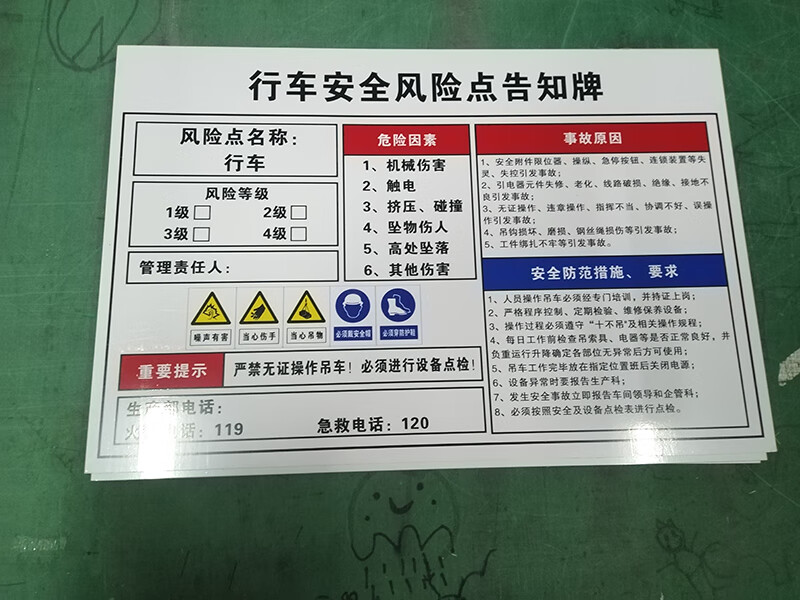 行车安全风险点告知牌
风险点名称：
行车
风险等级
1级□ 2级□
3级□ 4级□
管理责任人：
危险因素
1、机械伤害
2、触电
3、挤压、碰撞
4、坠物伤人
5、高处坠落
6、其他伤害
噪声有害 当心伤手 当心吊物 必须戴安全帽 必须穿防护鞋
重要提示 严禁无证操作吊车！必须进行设备点检！
生产部电话：
火 电话：119 急救电话：120
事故原因
1、安全附件限位器、操纵、急停按钮、连锁装置等失
灵、失控引发事故；
2、引电器元件失修、老化、线路破损、绝缘、接地不
良引发事故；
3、无证操作、违章操作、指挥不当、协调不好、误操
作引发事故；
4、吊钩损坏、磨损、钢丝绳损伤等引发事故；
5、工件绑扎不牢等引发事故。
安全防范措施、 要求
1、人员操作吊车必须经专门培训，并持证上岗；
2、严格程序控制、定期检验、维修保养设备；
3、操作过程必须遵守“十不吊”及相关操作规程；
4、每日工作前检查吊索具、电器等是否正常良好，并
负重运行升降确定各部位无异常后方可使用；
5、吊车工作完毕放在指定位置班后关闭电源；
6、设备异常时要报告生产科；
7、发生安全事故立即报告车间领导和企管科；
8、必须按照安全及设备点检表进行点检。